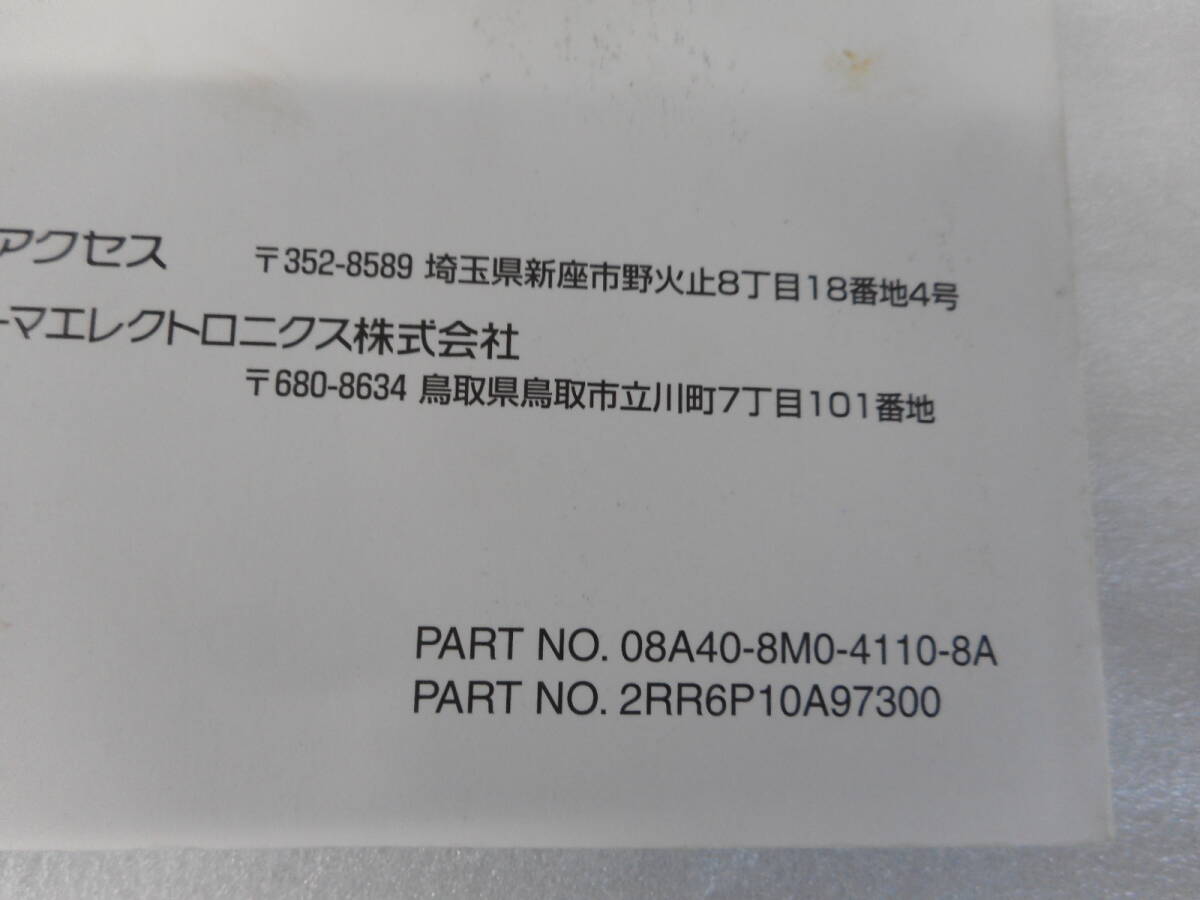 アクセス 〒352-8589 埼玉県新座市野火止8丁目18番地4号
ーマエレクトロニクス株式会社
〒680-8634 鳥取県鳥取市立川町7丁目101番地
PART NO. 08A40-8M0-4110-8A
PART NO. 2RR6P10A97300